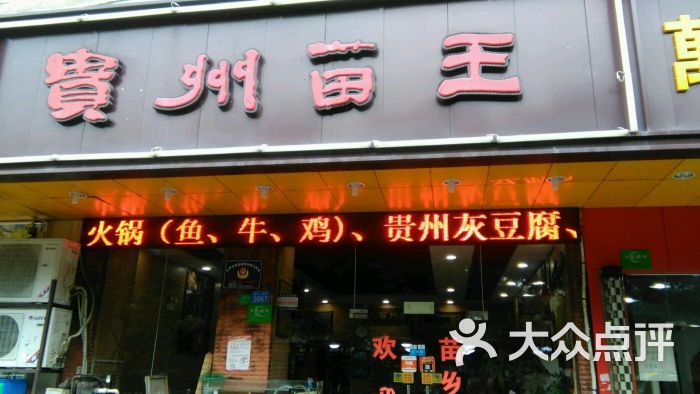 貴州苗王
火锅（鱼、牛、鸡）、贵州灰豆腐、
3067
欢
苗乡
大众点评